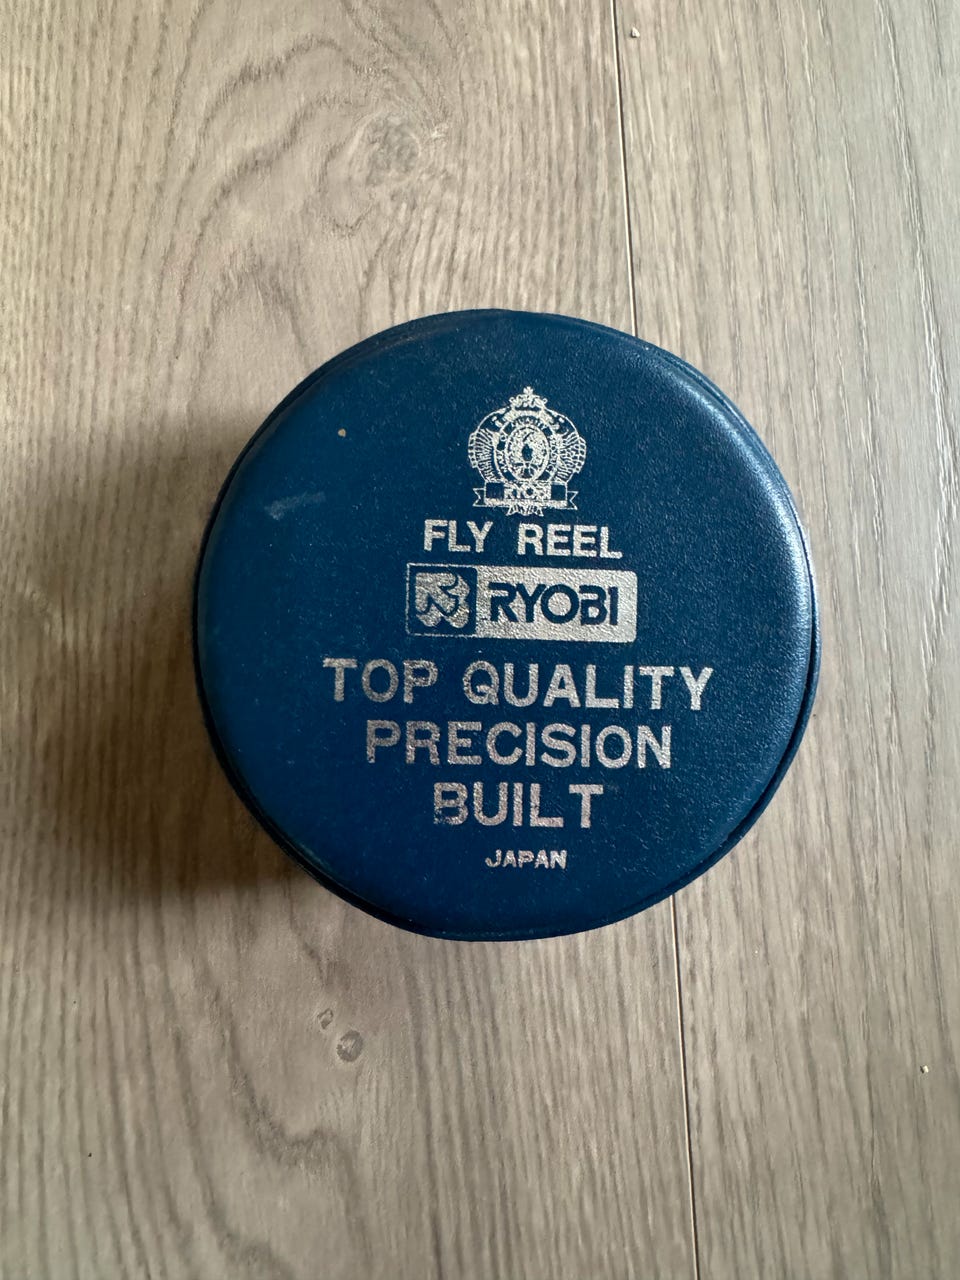 RYOBI
FLY REEL
RYOBI
TOP QUALITY
PRECISION
BUILT
JAPAN